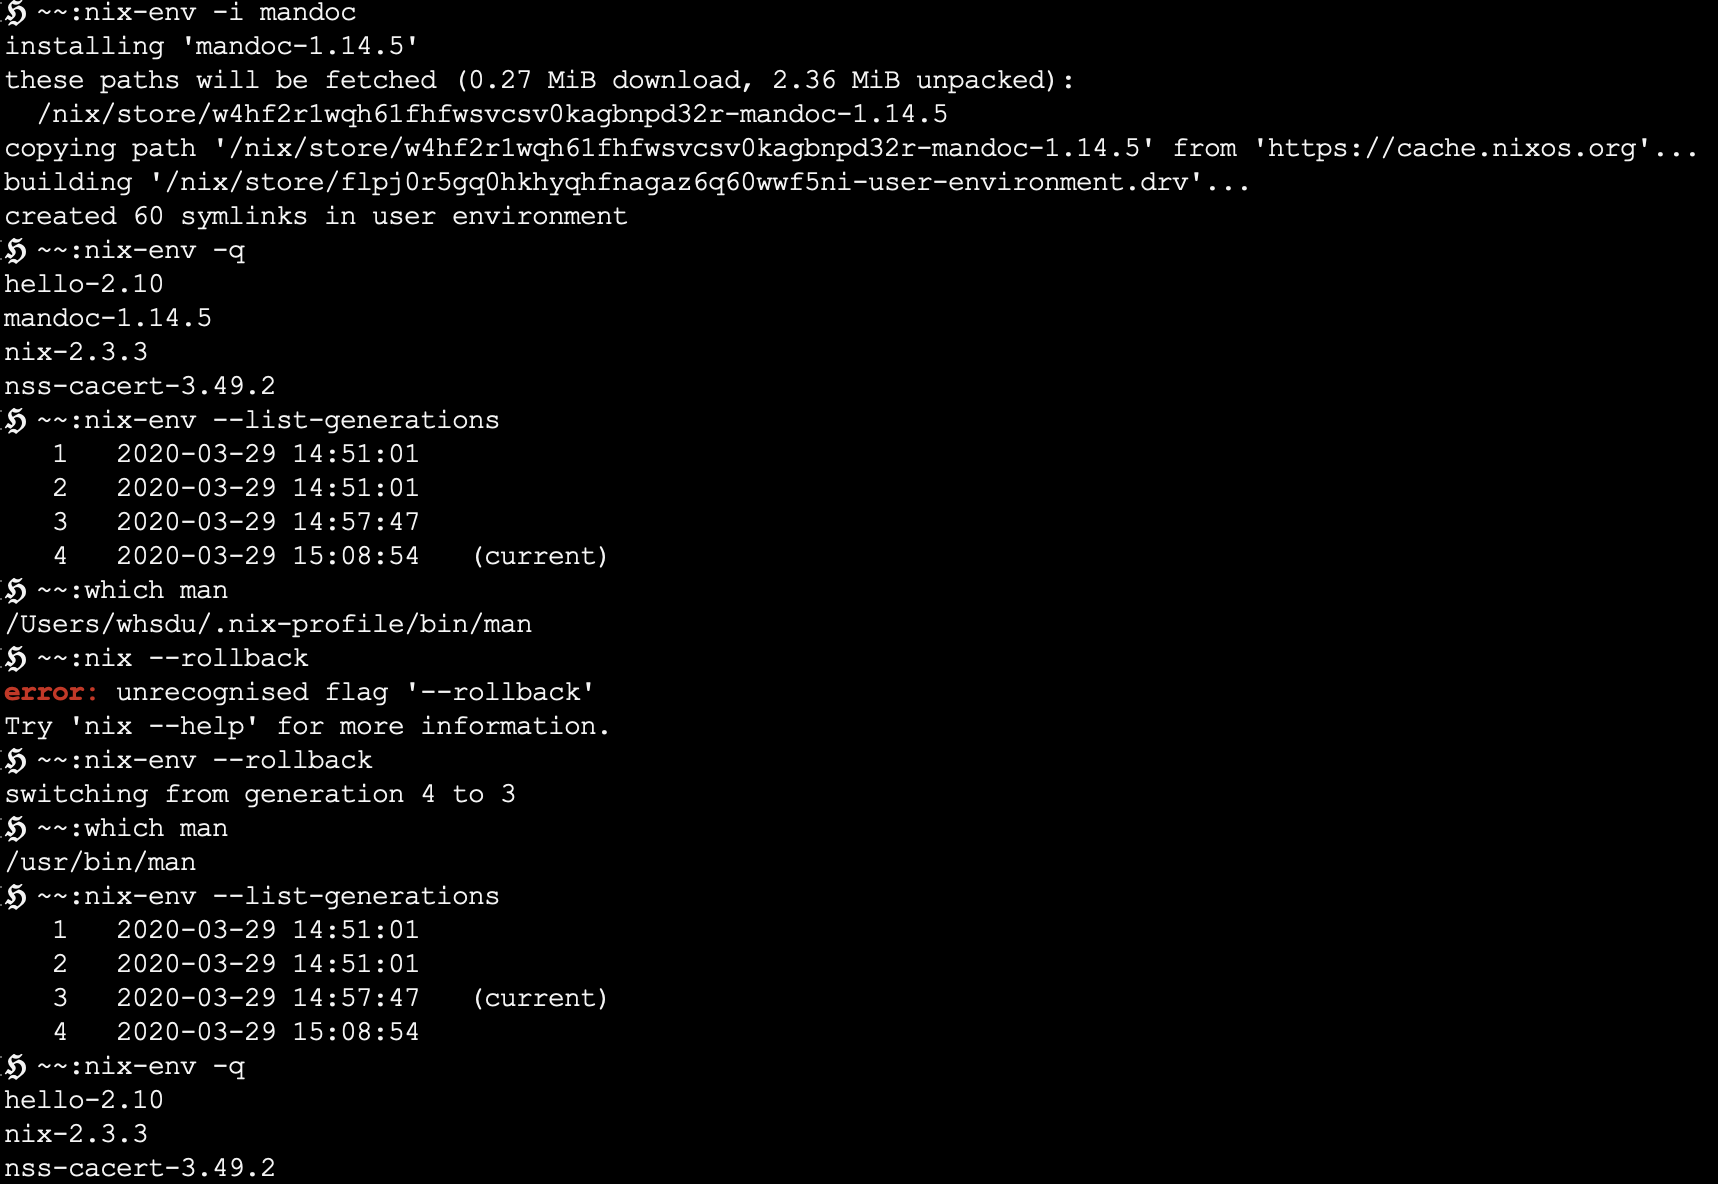 ℌ ~~:nix-env -i mandoc
installing 'mandoc-1.14.5'
these paths will be fetched (0.27 MiB download, 2.36 MiB unpacked):
  /nix/store/w4hf2r1wqh61fhfwsvcsv0kagbnpd32r-mandoc-1.14.5
copying path '/nix/store/w4hf2r1wqh61fhfwsvcsv0kagbnpd32r-mandoc-1.14.5' from 'https://cache.nixos.org'...
building '/nix/store/flpj0r5gq0hkhyqhfnagaz6q60wwf5ni-user-environment.drv'...
created 60 symlinks in user environment
ℌ ~~:nix-env -q
hello-2.10
mandoc-1.14.5
nix-2.3.3
nss-cacert-3.49.2
ℌ ~~:nix-env --list-generations
   1   2020-03-29 14:51:01
   2   2020-03-29 14:51:01
   3   2020-03-29 14:57:47
   4   2020-03-29 15:08:54   (current)
ℌ ~~:which man
/Users/whsdu/.nix-profile/bin/man
ℌ ~~:nix --rollback
error: unrecognised flag '--rollback'
Try 'nix --help' for more information.
ℌ ~~:nix-env --rollback
switching from generation 4 to 3
ℌ ~~:which man
/usr/bin/man
ℌ ~~:nix-env --list-generations
   1   2020-03-29 14:51:01
   2   2020-03-29 14:51:01
   3   2020-03-29 14:57:47   (current)
   4   2020-03-29 15:08:54
ℌ ~~:nix-env -q
hello-2.10
nix-2.3.3
nss-cacert-3.49.2